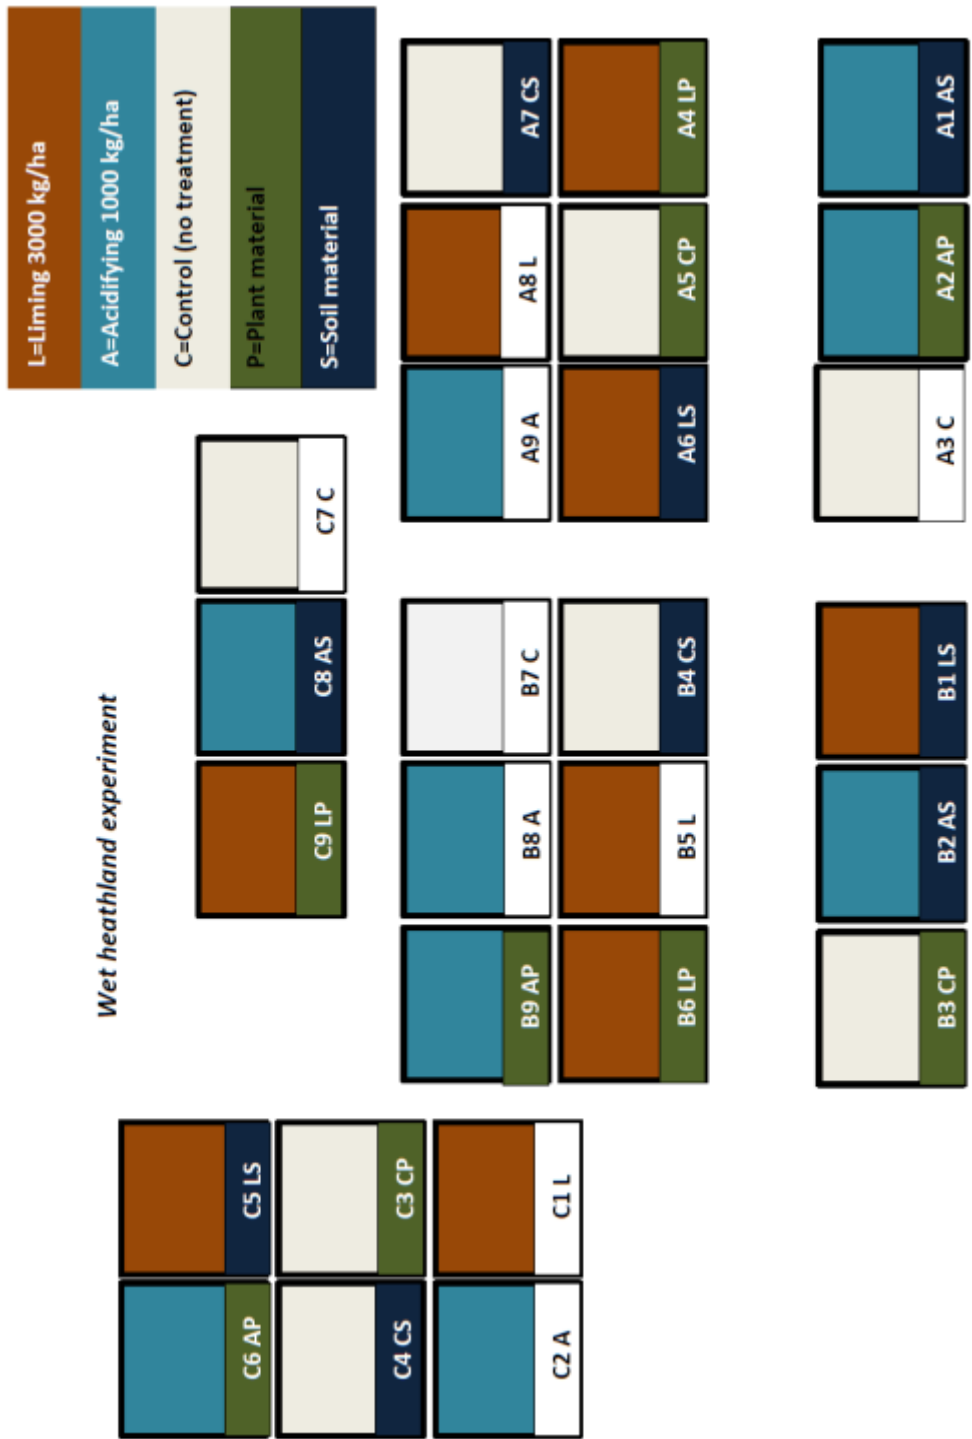 L=Liming 3000 kg/ha
A=Acidifying 1000 kg/ha
C=Control (no treatment)
P=Plant material
S=Soil material
Wet heathland experiment
C6 AP
C5 LS
C9 LP
C8 AS
C7 C
C4 CS
C3 CP
B9 AP
B8 A
B7 C
A9 A
A8 L
A7 CS
C2 A
C1 L
B6 LP
B5 L
B4 CS
A6 LS
A5 CP
A4 LP
B3 CP
B2 AS
B1 LS
A3 C
A2 AP
A1 AS